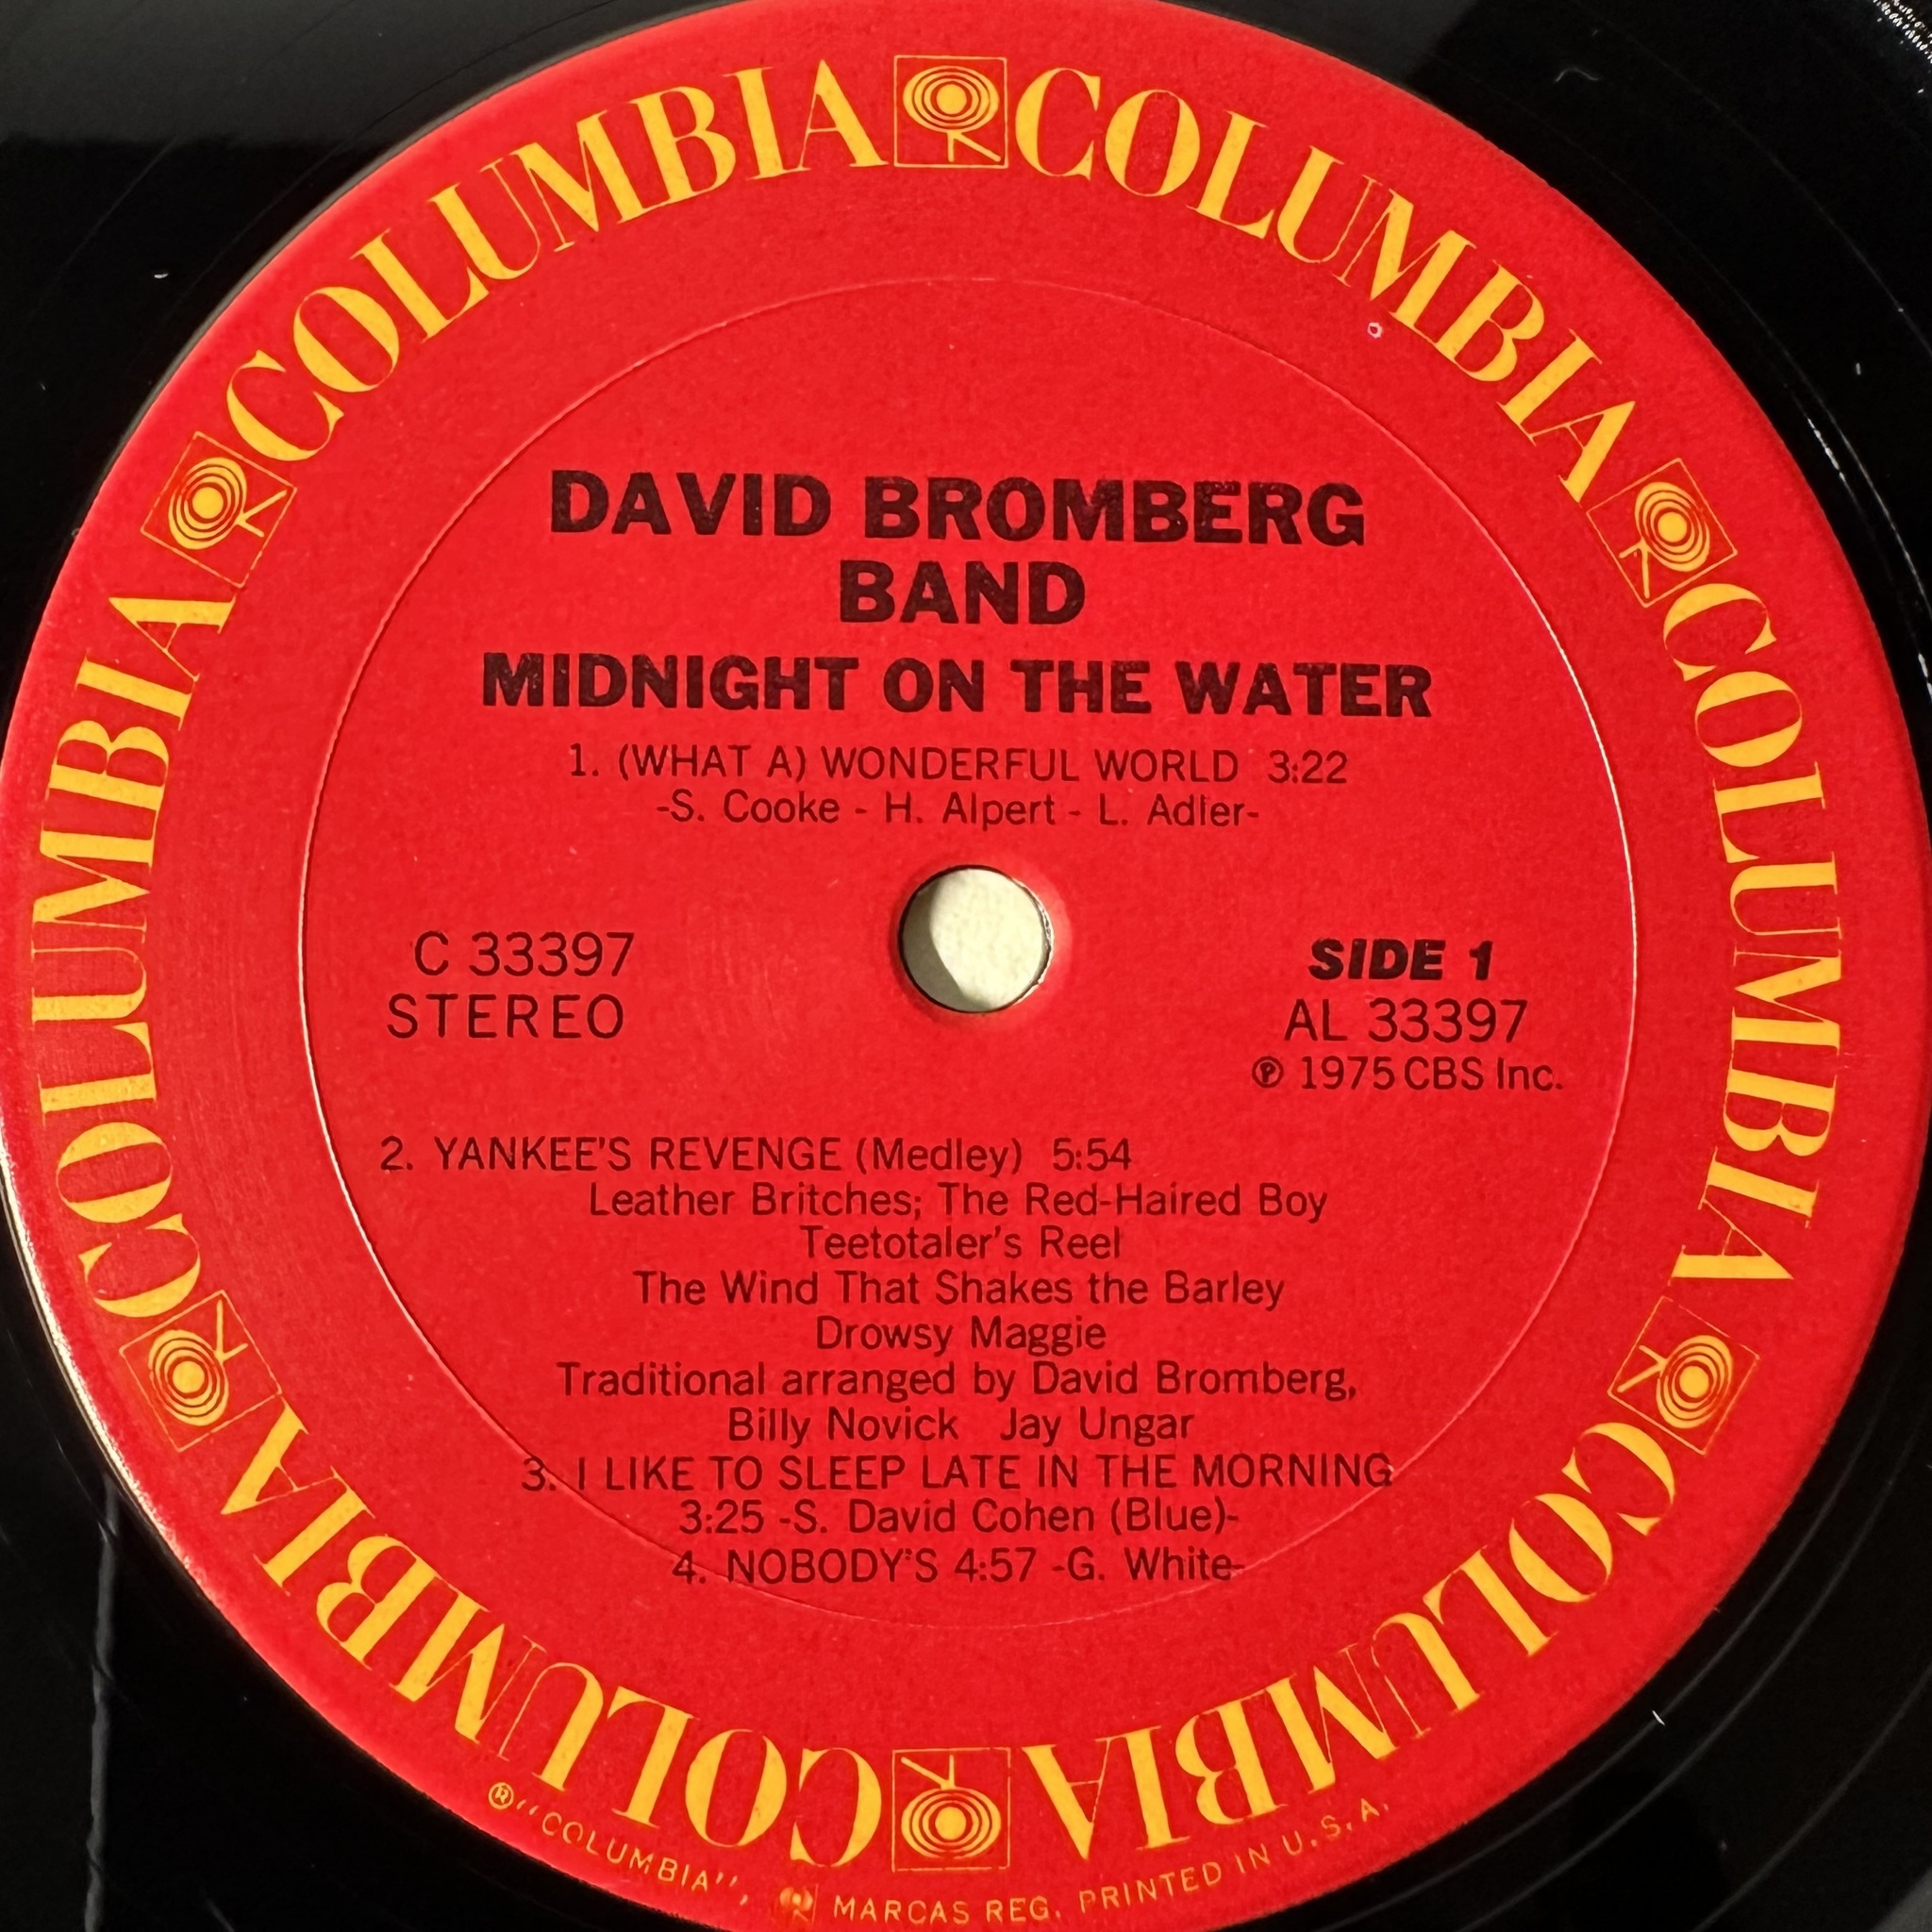 COLUMBIA COLUMBIA COLUMBIA COLUMBIA COLUMBIA COLUMBIA
DAVID BROMBERG
BAND
MIDNIGHT ON THE WATER
1. (WHAT A) WONDERFUL WORLD 3:22
-S. Cooke - H. Alpert - L. Adler-
C 33397
STEREO
SIDE 1
AL 33397
℗ 1975 CBS Inc.
2. YANKEE'S REVENGE (Medley) 5:54
Leather Britches; The Red-Haired Boy
Teetotaler's Reel
The Wind That Shakes the Barley
Drowsy Maggie
Traditional arranged by David Bromberg,
Billy Novick Jay Ungar
3. I LIKE TO SLEEP LATE IN THE MORNING
3:25 -S. David Cohen (Blue)-
4. NOBODY'S 4:57 -G. White-
®"COLUMBIA", MARCAS REG. PRINTED IN U.S.A.